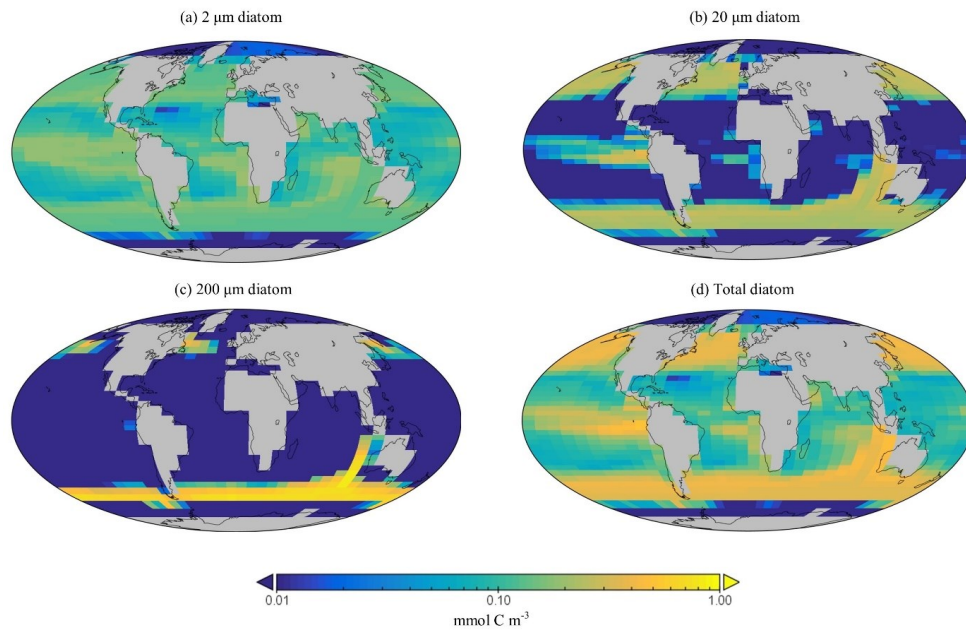 (a) 2 μm diatom
(b) 20 μm diatom
(c) 200 μm diatom
(d) Total diatom
0.01
0.10
1.00
mmol C m⁻³